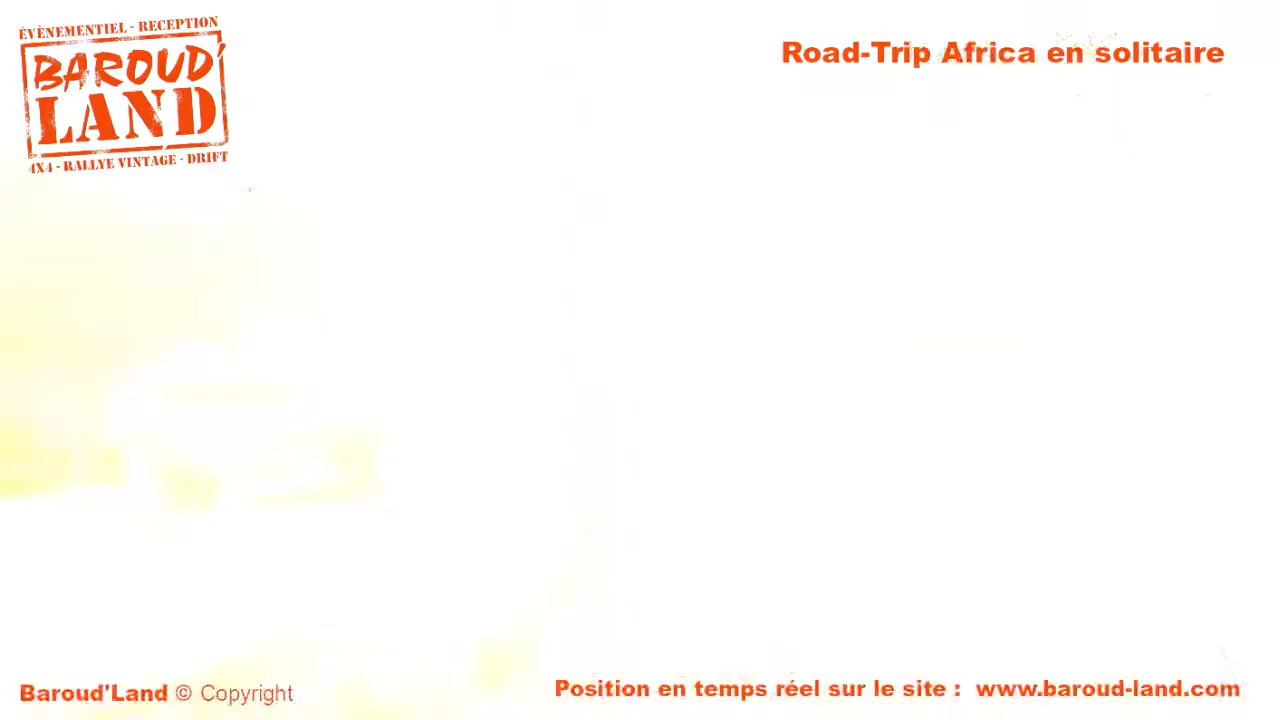 ÉVÈNEMENTIEL - RECEPTION
BAROUD'
LAND
4X4 - RALLYE VINTAGE - DRIFT
Road-Trip Africa en solitaire
Baroud'Land © Copyright
Position en temps réel sur le site : www.baroud-land.com